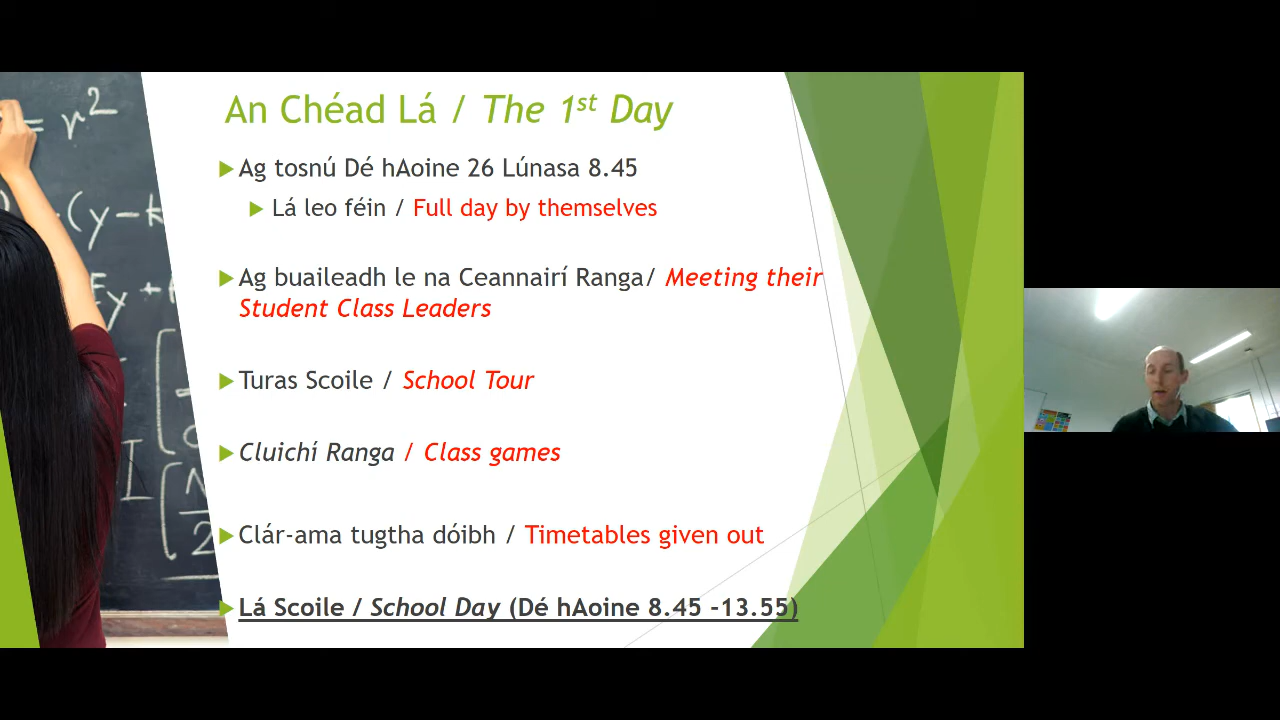 An Chéad Lá / The 1st Day
Ag tosnú Dé hAoine 26 Lúnasa 8.45
Lá leo féin / Full day by themselves
Ag buaileadh le na Ceannairí Ranga/ Meeting their
Student Class Leaders
Turas Scoile / School Tour
Cluichí Ranga / Class games
Clár-ama tugtha dóibh / Timetables given out
Lá Scoile / School Day (Dé hAoine 8.45 -13.55)